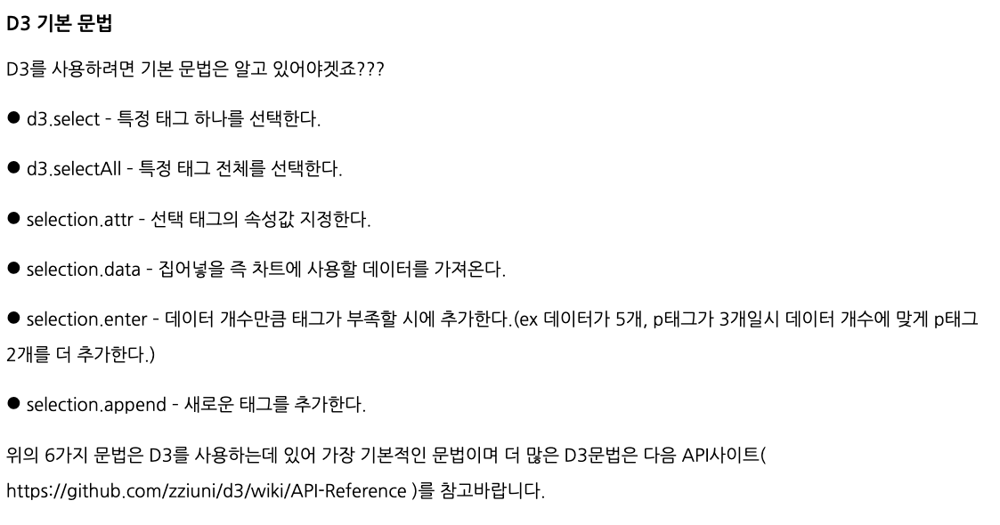 D3 기본 문법
D3를 사용하려면 기본 문법은 알고 있어야겟죠???
● d3.select - 특정 태그 하나를 선택한다.
● d3.selectAll - 특정 태그 전체를 선택한다.
● selection.attr - 선택 태그의 속성값 지정한다.
● selection.data - 집어넣을 즉 차트에 사용할 데이터를 가져온다.
● selection.enter - 데이터 개수만큼 태그가 부족할 시에 추가한다.(ex 데이터가 5개, p태그가 3개일시 데이터 개수에 맞게 p태그
2개를 더 추가한다.)
● selection.append - 새로운 태그를 추가한다.
위의 6가지 문법은 D3를 사용하는데 있어 가장 기본적인 문법이며 더 많은 D3문법은 다음 API사이트(
https://github.com/zziuni/d3/wiki/API-Reference )를 참고바랍니다.